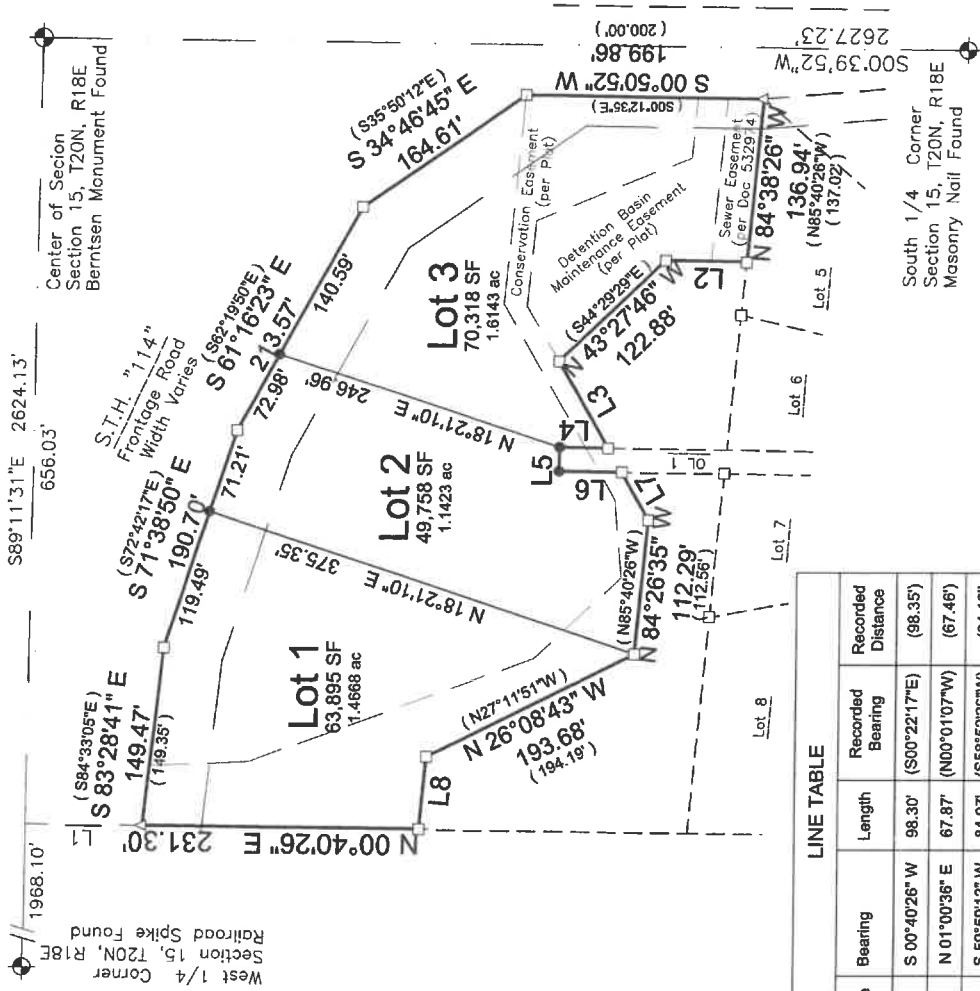 S89°11'31"E 2624.13'
656.03'
1968.10'
Center of Secion
Section 15, T20N, R18E
Berntsen Monument Found
West 1/4 Corner
Section 15, T20N, R18E
Railroad Spike Found
S.T.H. "114"
Frontage Road
Width Varies
L1
(S84°33'05"E)
S 83°28'41" E
149.47'
(149.35')
(S72°42'17"E)
S 71°38'50" E
190.70'
119.49'
71.21'
(S62°19'50"E)
S 61°16'23" E
213.57'
72.98'
140.59'
(S35°50'12"E)
S 34°46'45" E
164.61'
S 00°50'52" W
199.86'
(200.00')
(S00°12'35"E)
S00°39'52"W
2627.23'
N 00°40'26" E
231.30'
Lot 1
63,895 SF
1.4668 ac
N 18°21'10" E
375.35'
Lot 2
49,758 SF
1.1423 ac
N 18°21'10" E
246.96'
Lot 3
70,318 SF
1.6143 ac
Conservation Easement
(per Plat)
Detention Basin
Maintenance Easement
(per Plat)
Sewer Easement
(per Doc 532974)
(S44°29'29"E)
N 43°27'46" W
122.88'
L2
N 84°38'26" W
136.94'
(N85°40'26"W)
(137.02')
L3
L4
L5
L6
L7
OL 1
(N85°40'26"W)
N 84°26'35" W
112.29'
(112.56')
(N27°11'51"W)
N 26°08'43" W
193.68'
(194.19')
L8
Lot 5
Lot 6
Lot 7
Lot 8
South 1/4 Corner
Section 15, T20N, R18E
Masonry Nail Found
LINE TABLE
Bearing Length Recorded Bearing Recorded Distance
S 00°40'26" W 98.30' (S00°22'17"E) (98.35')
N 01°00'36" E 67.87' (N00°01'07"W) (67.46')